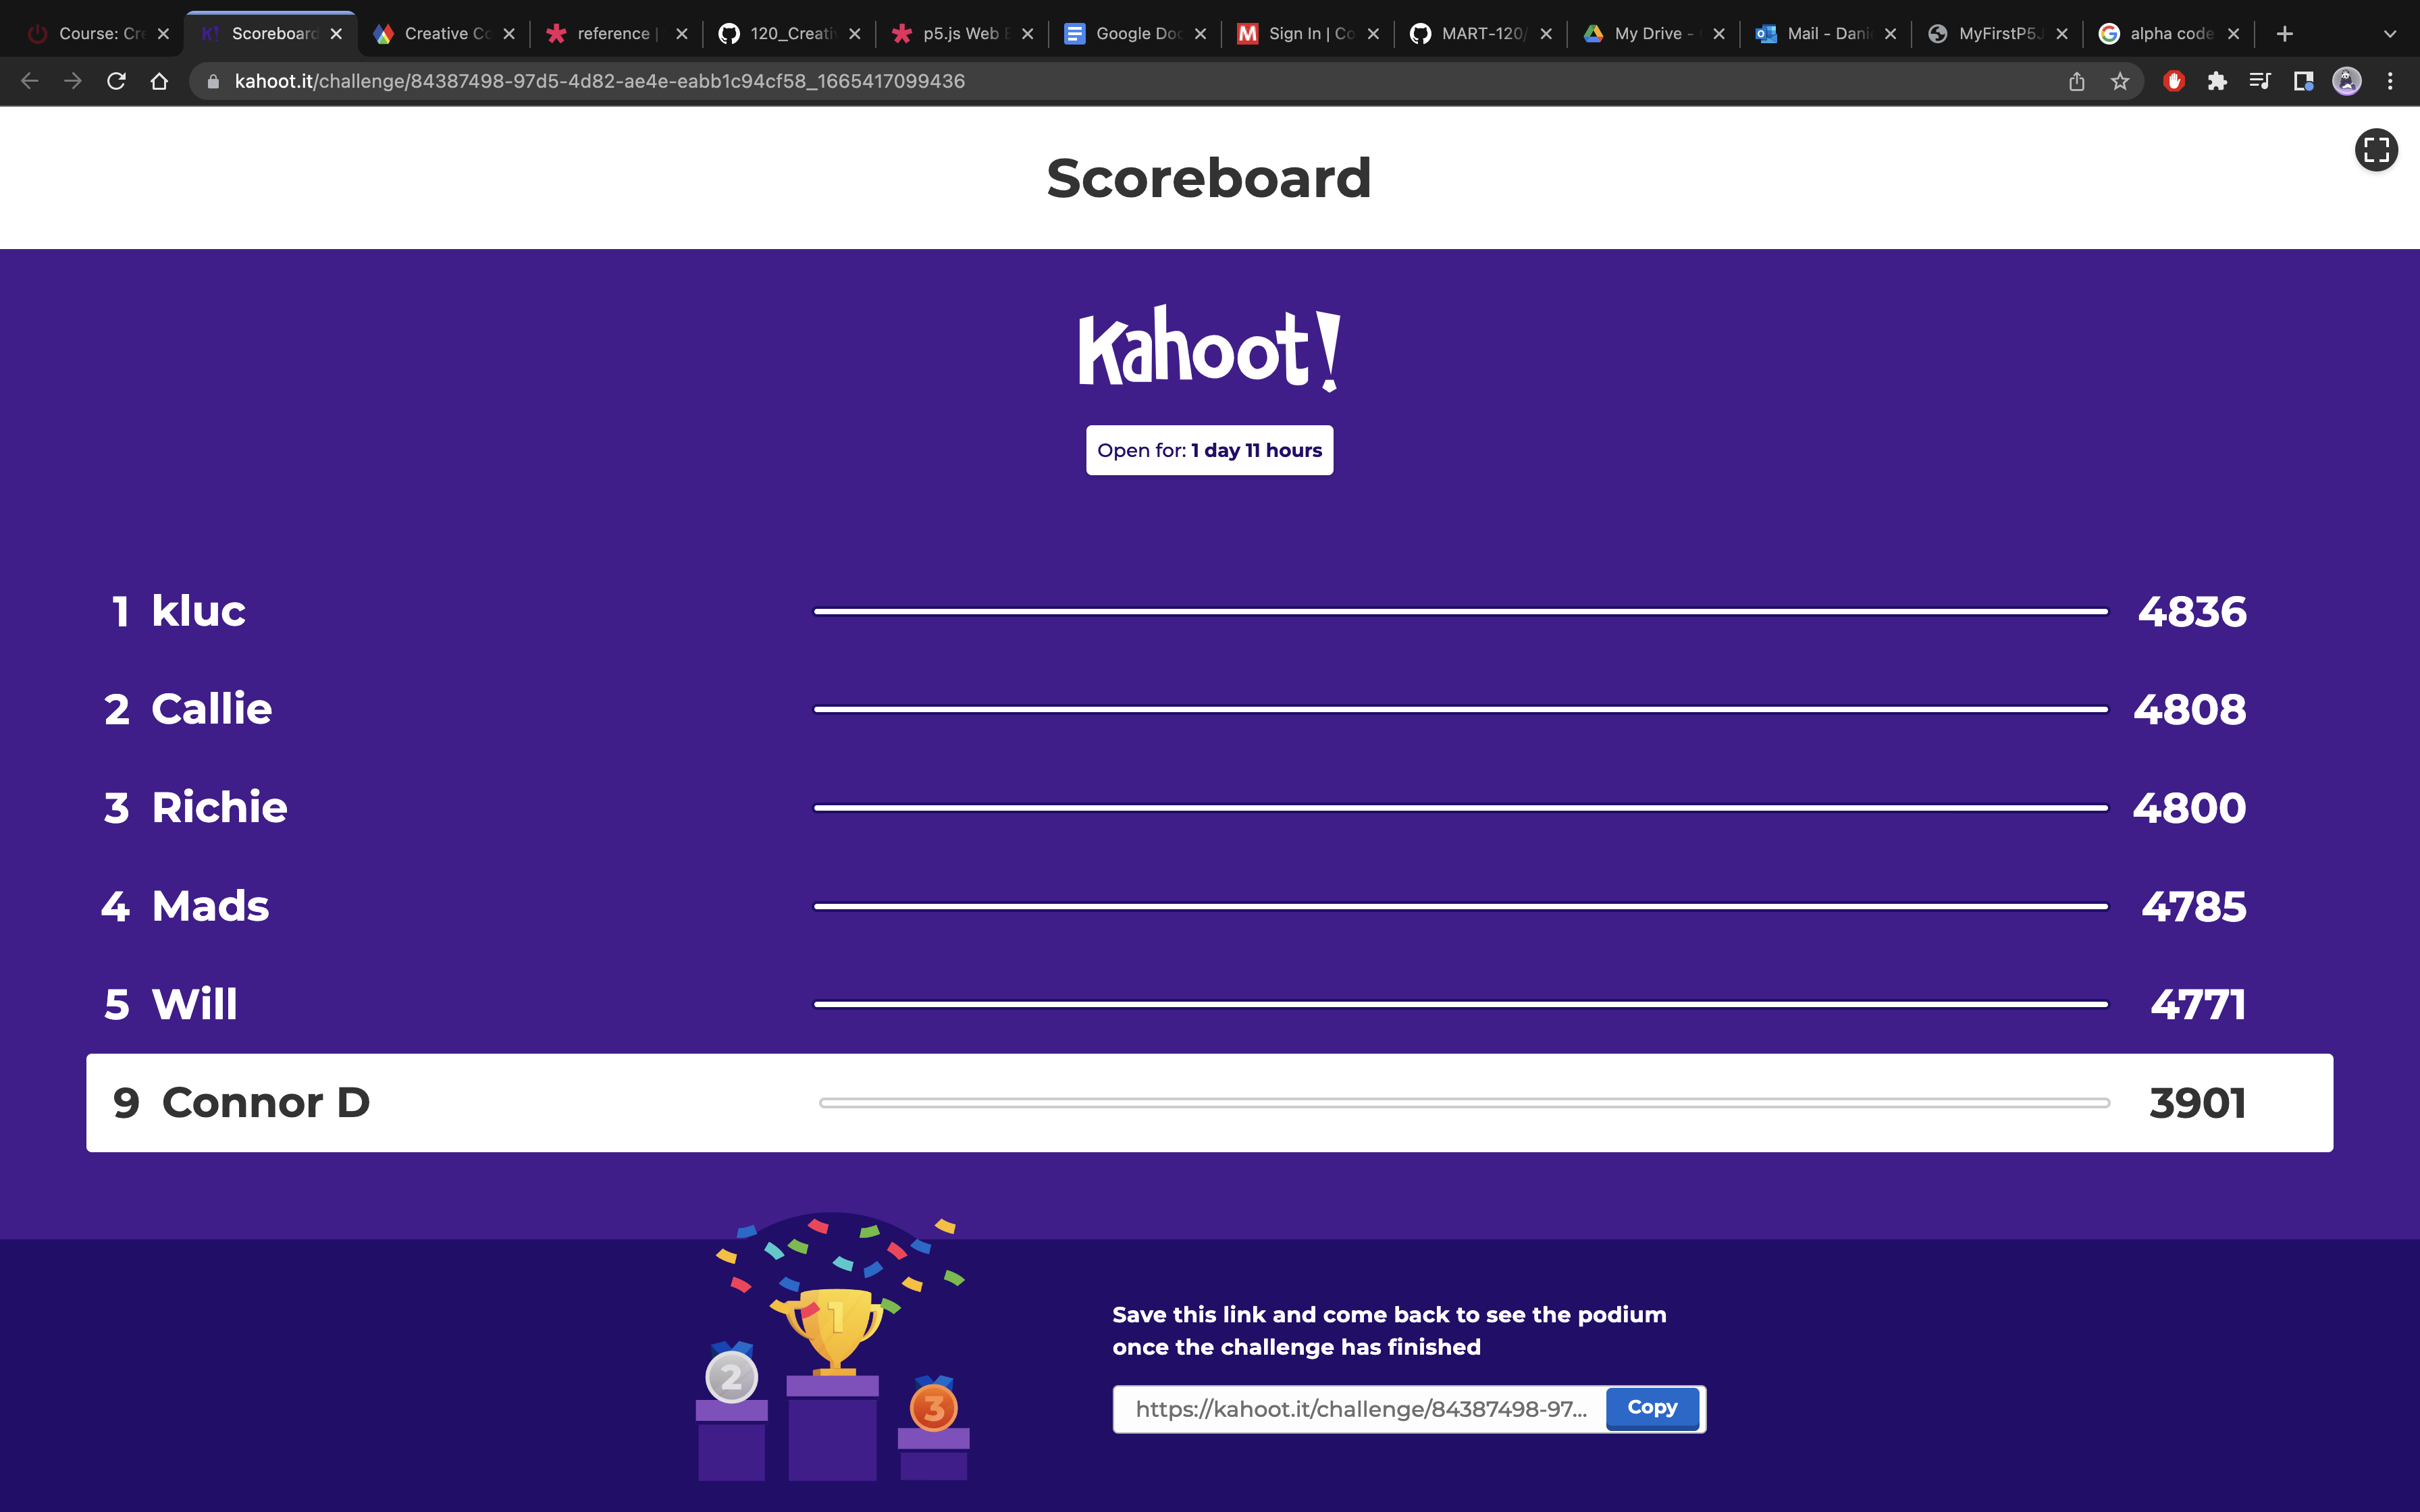 Course: Cre
Scoreboard
Creative Co
reference |
120_Creativ
p5.js Web E
Google Doc
Sign In | Co
MART-120/
My Drive -
Mail - Dani
MyFirstP5J
alpha code
kahoot.it/challenge/84387498-97d5-4d82-ae4e-eabb1c94cf58_1665417099436
Scoreboard
Kahoot!
Open for: 1 day 11 hours
1 kluc 4836
2 Callie 4808
3 Richie 4800
4 Mads 4785
5 Will 4771
9 Connor D 3901
1
2
3
Save this link and come back to see the podium
once the challenge has finished
https://kahoot.it/challenge/84387498-97...
Copy